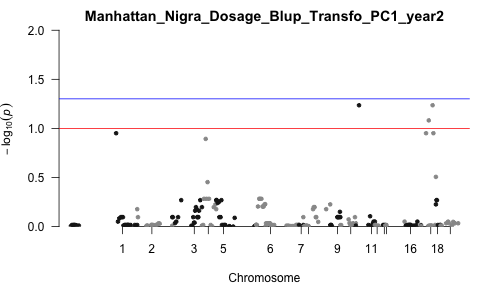 Manhattan_Nigra_Dosage_Blup_Transfo_PC1_year2
2.0
1.5
1.0
0.5
0.0
− log10(p)
1 2 3 5 6 7 9 11 16 18
Chromosome